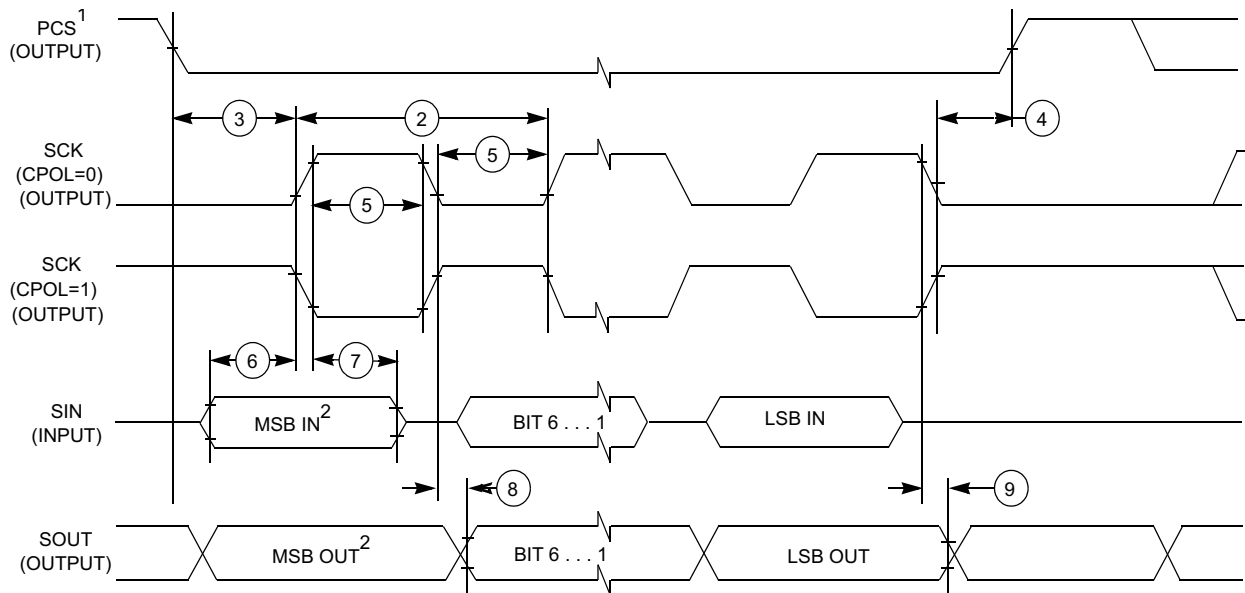 PCS1
(OUTPUT)
3
2
4
SCK
(CPOL=0)
(OUTPUT)
5
5
SCK
(CPOL=1)
(OUTPUT)
6
7
SIN
(INPUT)
MSB IN2
BIT 6 . . . 1
LSB IN
8
9
SOUT
(OUTPUT)
MSB OUT2
BIT 6 . . . 1
LSB OUT